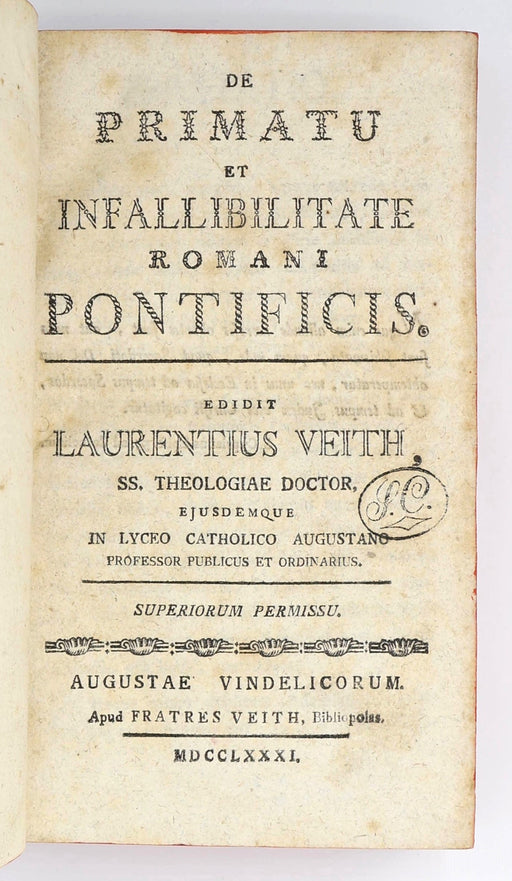 DE
PRIMATU
ET
INFALLIBILITATE
ROMANI
PONTIFICIS.
EDIDIT
LAURENTIUS VEITH,
SS. THEOLOGIAE DOCTOR,
EJUSDEMQUE
IN LYCEO CATHOLICO AUGUSTANO
PROFESSOR PUBLICUS ET ORDINARIUS.
S.C.
SUPERIORUM PERMISSU.
AUGUSTAE VINDELICORUM.
Apud FRATRES VEITH, Bibliopolas.
MDCCLXXXI.